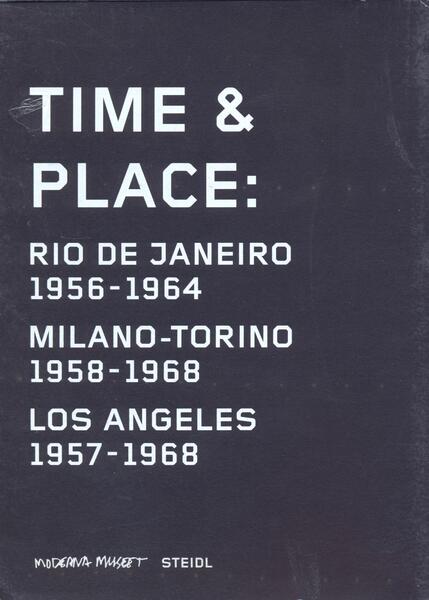 TIME &
PLACE:
RIO DE JANEIRO
1956-1964
MILANO-TORINO
1958-1968
LOS ANGELES
1957-1968
MODERNA MUSEET STEIDL